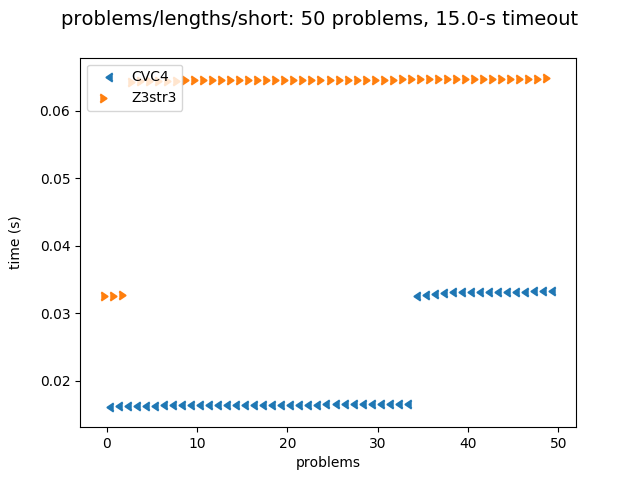 problems/lengths/short: 50 problems, 15.0-s timeout
CVC4
Z3str3
0.06
0.05
0.04
0.03
0.02
time (s)
0 10 20 30 40 50
problems